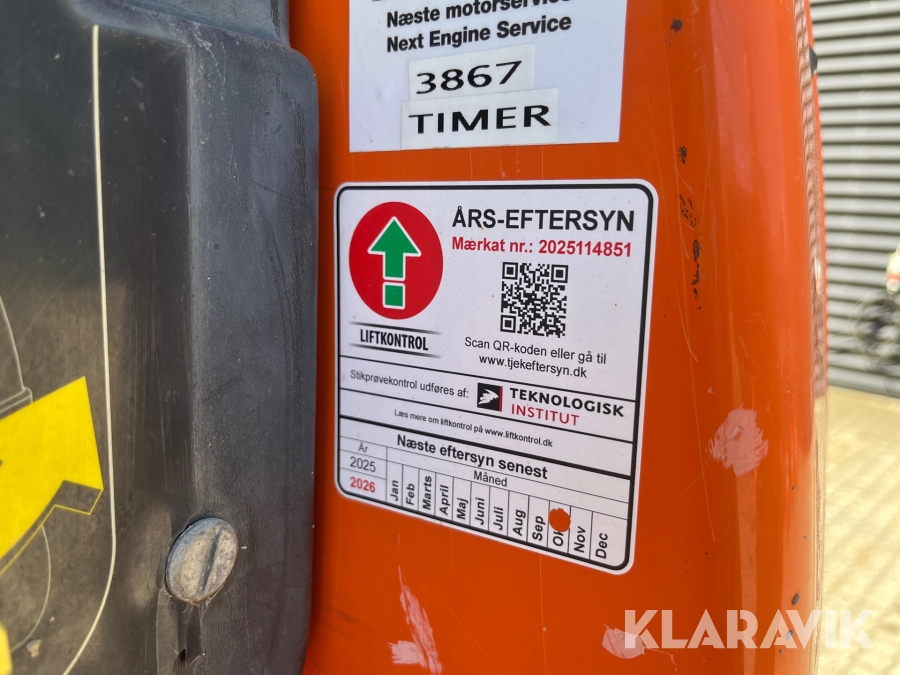 Næste motorservice
Next Engine Service
3867
TIMER
ÅRS-EFTERSYN
Mærkat nr.: 2025114851
LIFTKONTROL
Scan QR-koden eller gå til
www.tjekeftersyn.dk
Stikprøvekontrol udføres af:
TEKNOLOGISK
INSTITUT
Læs mere om liftkontrol på www.liftkontrol.dk
Næste eftersyn senest
År
Måned
2025
2026
Jan
Feb
Marts
April
Maj
Juni
Juli
Aug
Sep
Nov
Dec
KLARAVIK